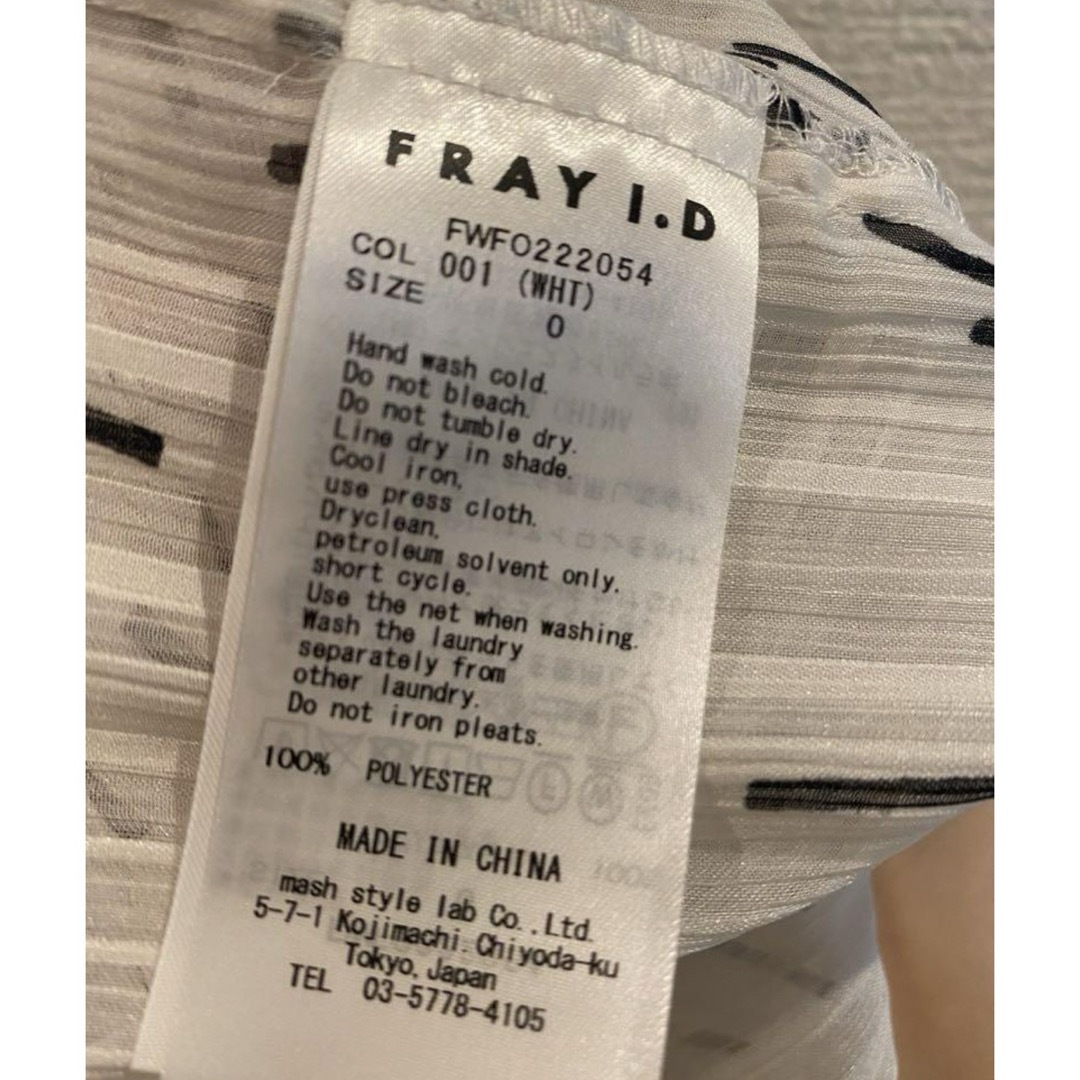 FRAY I.D
FWFO222054
COL 001 (WHT)
SIZE 0
Hand wash cold.
Do not bleach.
Do not tumble dry.
Line dry in shade.
Cool iron,
use press cloth.
Dryclean,
petroleum solvent only.
short cycle.
Use the net when washing.
Wash the laundry
separately from
other laundry.
Do not iron pleats.
100% POLYESTER
MADE IN CHINA
mash style lab Co.,Ltd.
5-7-1 Kojimachi.Chiyoda-ku
Tokyo,Japan
TEL 03-5778-4105